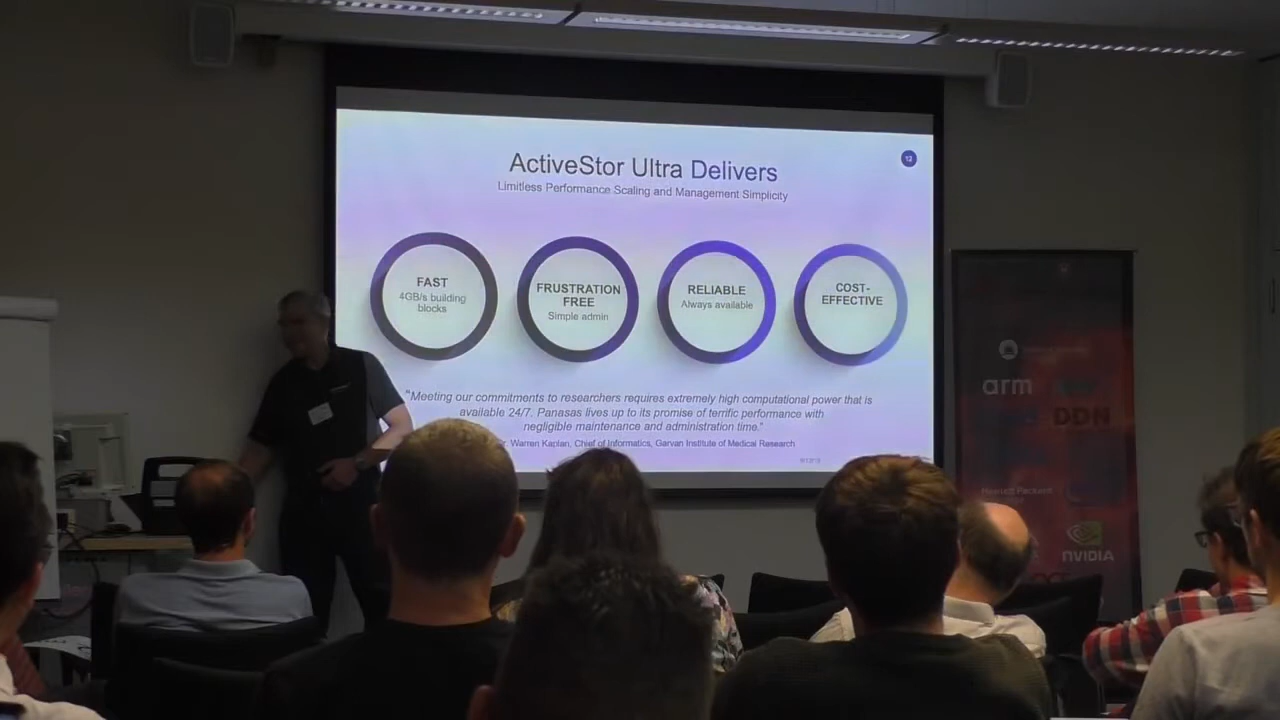 12
ActiveStor Ultra Delivers
Limitless Performance Scaling and Management Simplicity
FAST
4GB/s building
blocks
FRUSTRATION
FREE
Simple admin
RELIABLE
Always available
COST-
EFFECTIVE
"Meeting our commitments to researchers requires extremely high computational power that is
available 24/7. Panasas lives up to its promise of terrific performance with
negligible maintenance and administration time."
Warren Kaplan, Chief of Informatics, Garvan Institute of Medical Research
arm
DDN
Hewlett Packard
NVIDIA